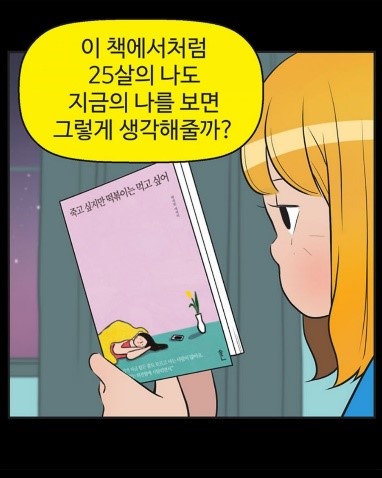 이 책에서처럼
25살의 나도
지금의 나를 보면
그렇게 생각해줄까?
죽고 싶지만 떡볶이는 먹고 싶어